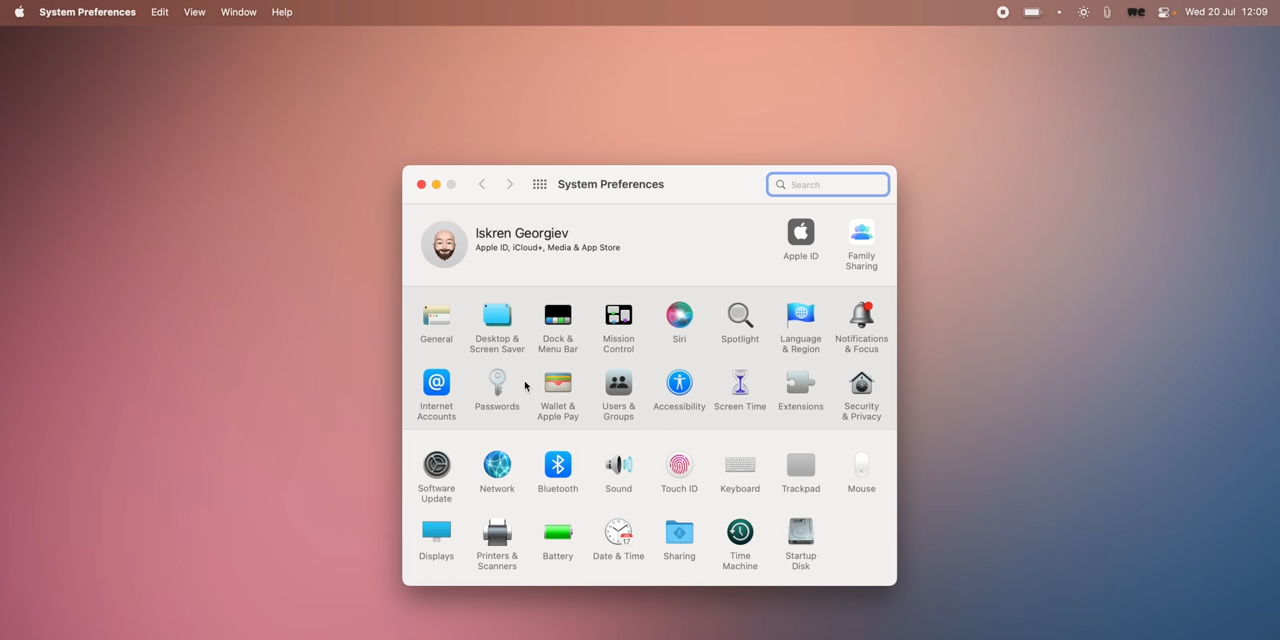 System Preferences Edit View Window Help
we Wed 20 Jul 12:09
System Preferences
Search
Iskren Georgiev
Apple ID, iCloud+, Media & App Store
Apple ID
Family
Sharing
General
Desktop &
Screen Saver
Dock &
Menu Bar
Mission
Control
Siri
Spotlight
Language
& Region
Notifications
& Focus
Internet
Accounts
Passwords
Wallet &
Apple Pay
Users &
Groups
Accessibility
Screen Time
Extensions
Security
& Privacy
Software
Update
Network
Bluetooth
Sound
Touch ID
Keyboard
Trackpad
Mouse
Displays
Printers &
Scanners
Battery
17
Date & Time
Sharing
Time
Machine
Startup
Disk